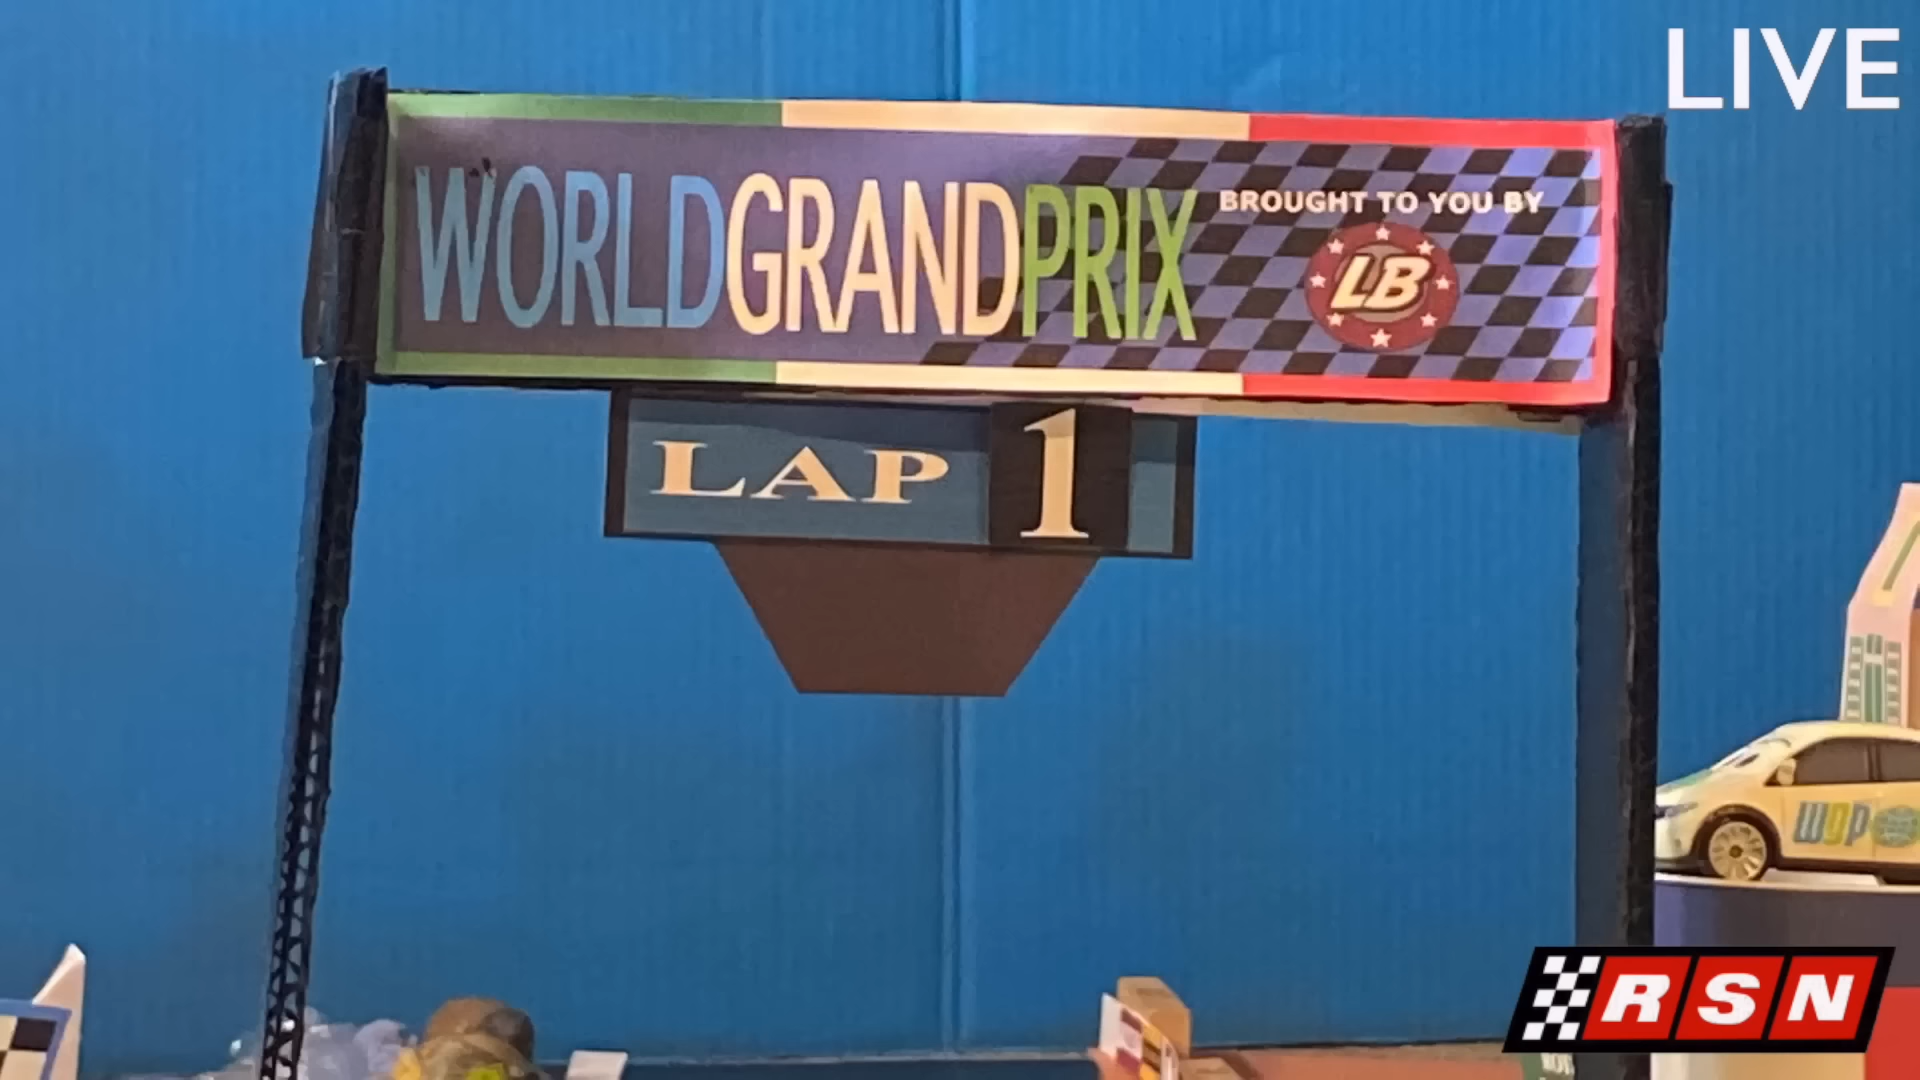 LIVE
WORLDGRANDPRIX
BROUGHT TO YOU BY
LB
LAP 1
WGP
RSN